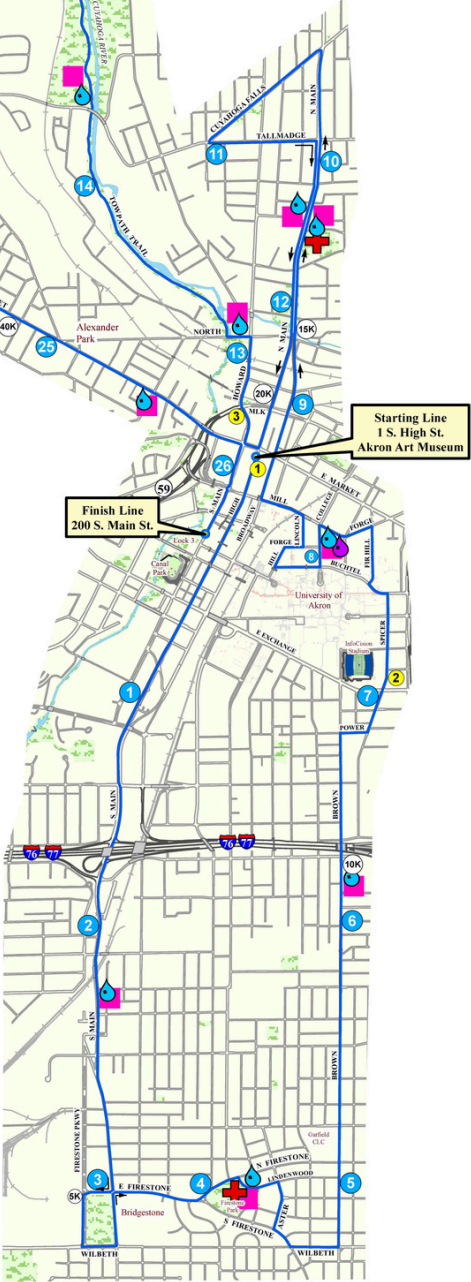 CUYAHOGA RIVER
CUYAHOGA FALLS
N MAIN
TALLMADGE
11
10
14
TOWPATH TRAIL
12
15K
N MAIN
40K
25
Alexander
Park
NORTH
13
HOWARD
20K
9
3
MLK
Starting Line
1 S. High St.
Akron Art Museum
1
26
59
E MARKET
S MAIN
HIGH
BROADWAY
MILL
COLLEGE
LINCOLN
FORGE
FORGE
Finish Line
200 S. Main St.
Lock 3
HILL
8
BUCHTEL
FIR HILL
Canal
Park
University of
Akron
SPICER
E EXCHANGE
InfoCision
Stadium
2
7
1
POWER
S MAIN
BROWN
76
77
76
77
10K
2
6
S MAIN
BROWN
FIRESTONE PKWY
Garfield
CLC
N FIRESTONE
LINDENWOOD
3
4
5
5K
E FIRESTONE
Firestone
Park
Bridgestone
S FIRESTONE
ASTER
WILBETH
WILBETH